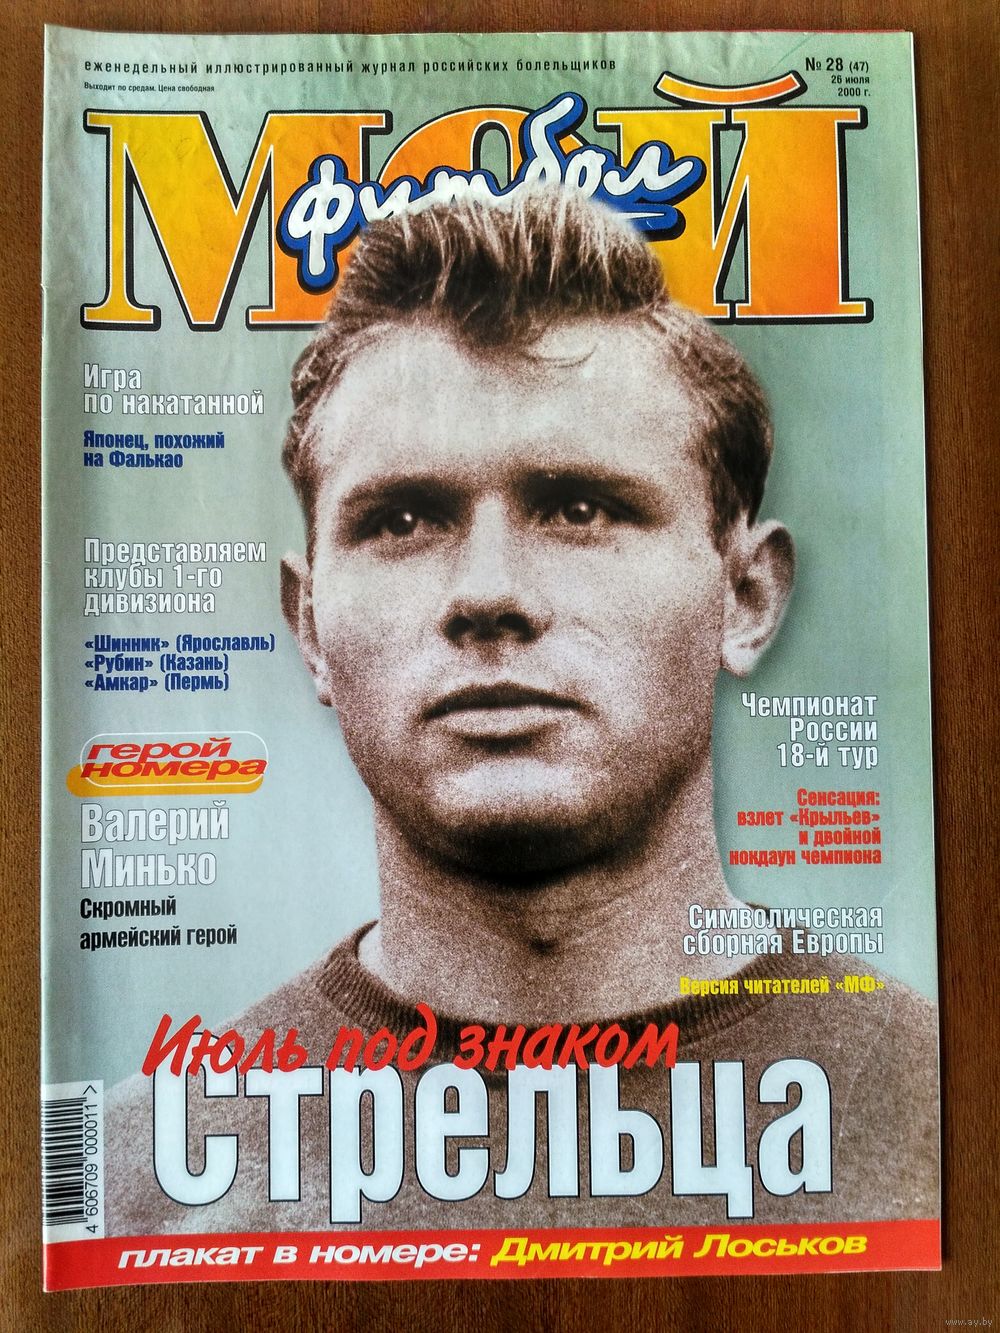 еженедельный иллюстрированный журнал российских болельщиков
Выходит по средам. Цена свободная
№ 28 (47)
26 июля
2000 г.
МОЙ
футбол
Игра
по накатанной
Японец, похожий
на Фалькао
Представляем
клубы 1-го
дивизиона
«Шинник» (Ярославль)
«Рубин» (Казань)
«Амкар» (Пермь)
герой
номера
Валерий
Минько
Скромный
армейский герой
Чемпионат
России
18-й тур
Сенсация:
взлет «Крыльев»
и двойной
нокдаун чемпиона
Символическая
сборная Европы
Версия читателей «МФ»
Июль под знаком
Стрельца
4 606709 000011 >
плакат в номере: Дмитрий Лоськов
www.ay.by